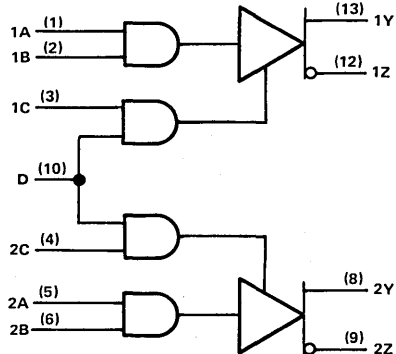 1A (1) (13) 1Y
1B (2)
(12) 1Z
1C (3)
D (10)
2C (4)
2A (5) (8) 2Y
2B (6)
(9) 2Z